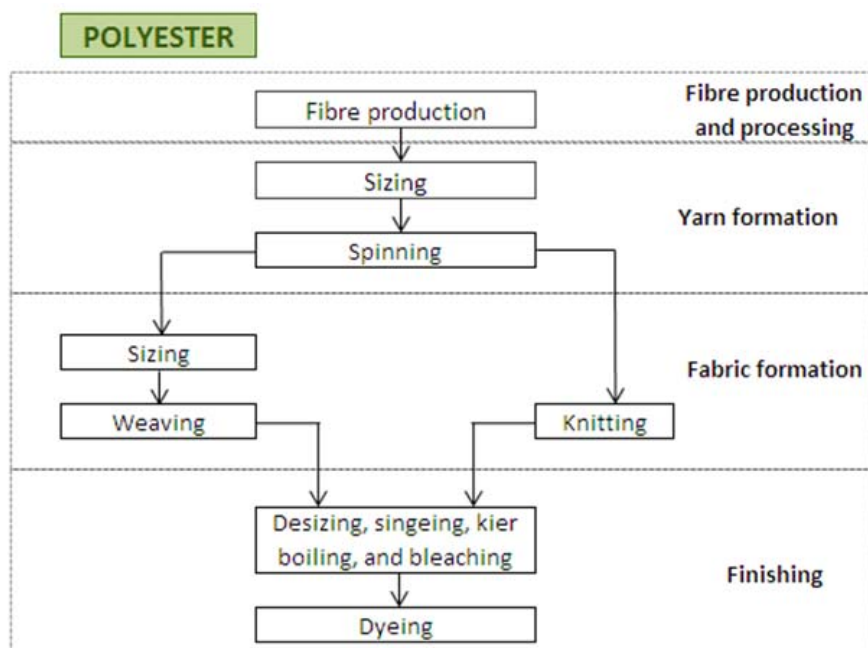 POLYESTER
Fibre production
Fibre production
and processing
Sizing
Yarn formation
Spinning
Sizing
Fabric formation
Weaving
Knitting
Desizing, singeing, kier
boiling, and bleaching
Finishing
Dyeing